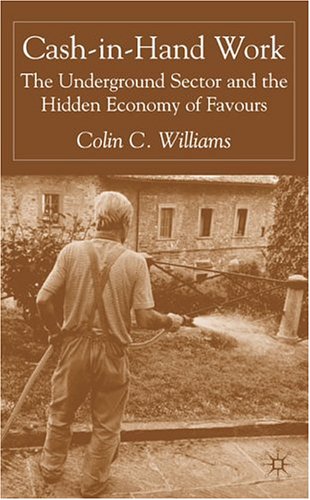 Cash-in-Hand Work
The Underground Sector and the
Hidden Economy of Favours
Colin C. Williams